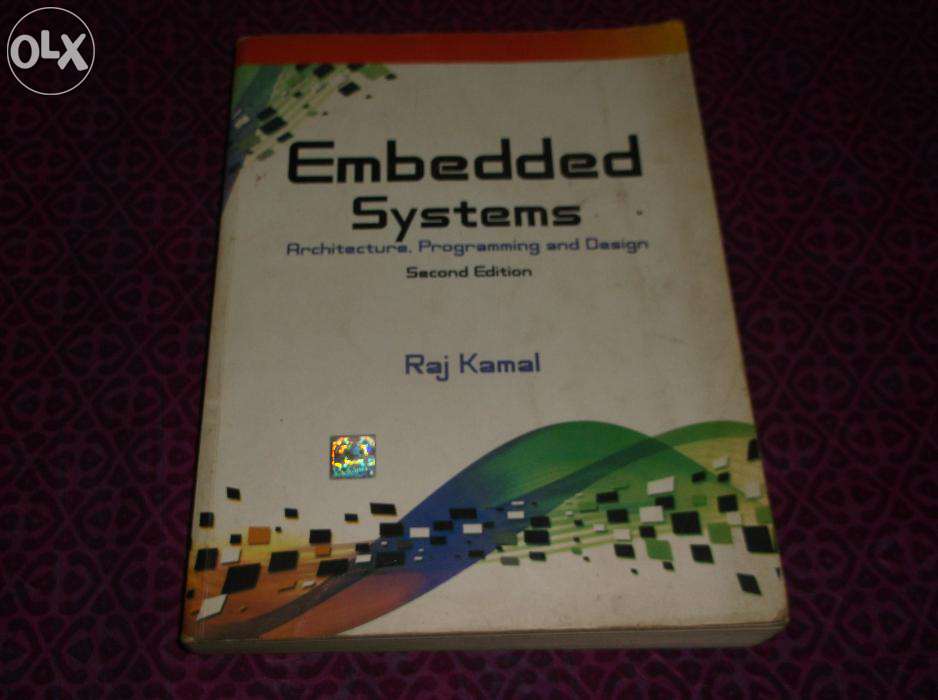 OLX
Embedded
Systems
Architecture, Programming and Design
Second Edition
Raj Kamal